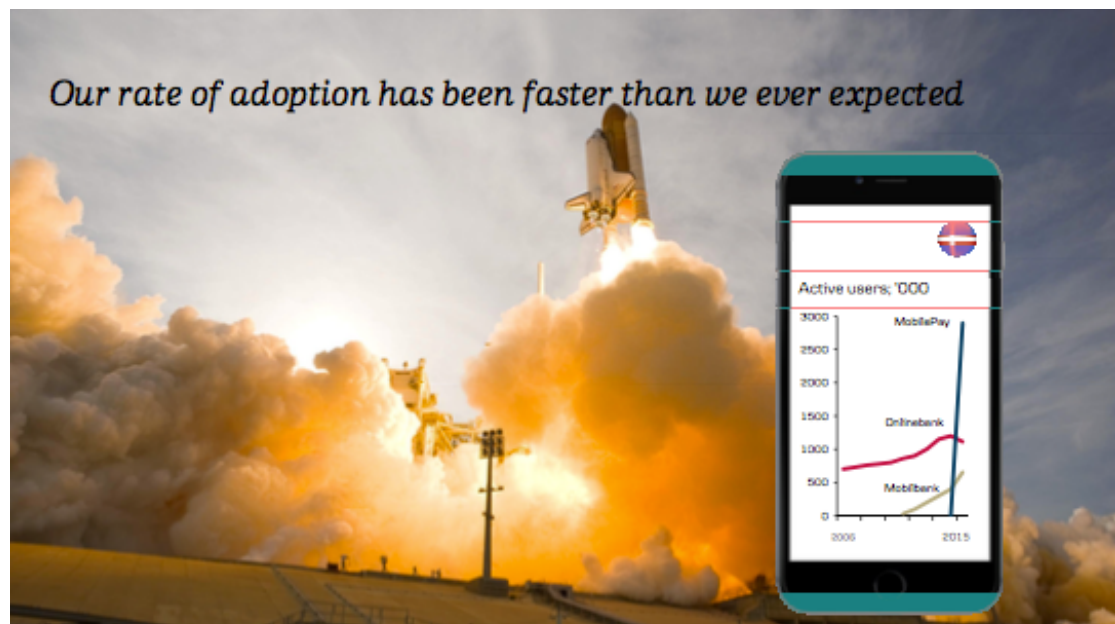 Our rate of adoption has been faster than we ever expected
Active users; '000
3000
MobilePay
2500
2000
1500
Onlinebank
1000
500
Mobilbank
0
2006
2015